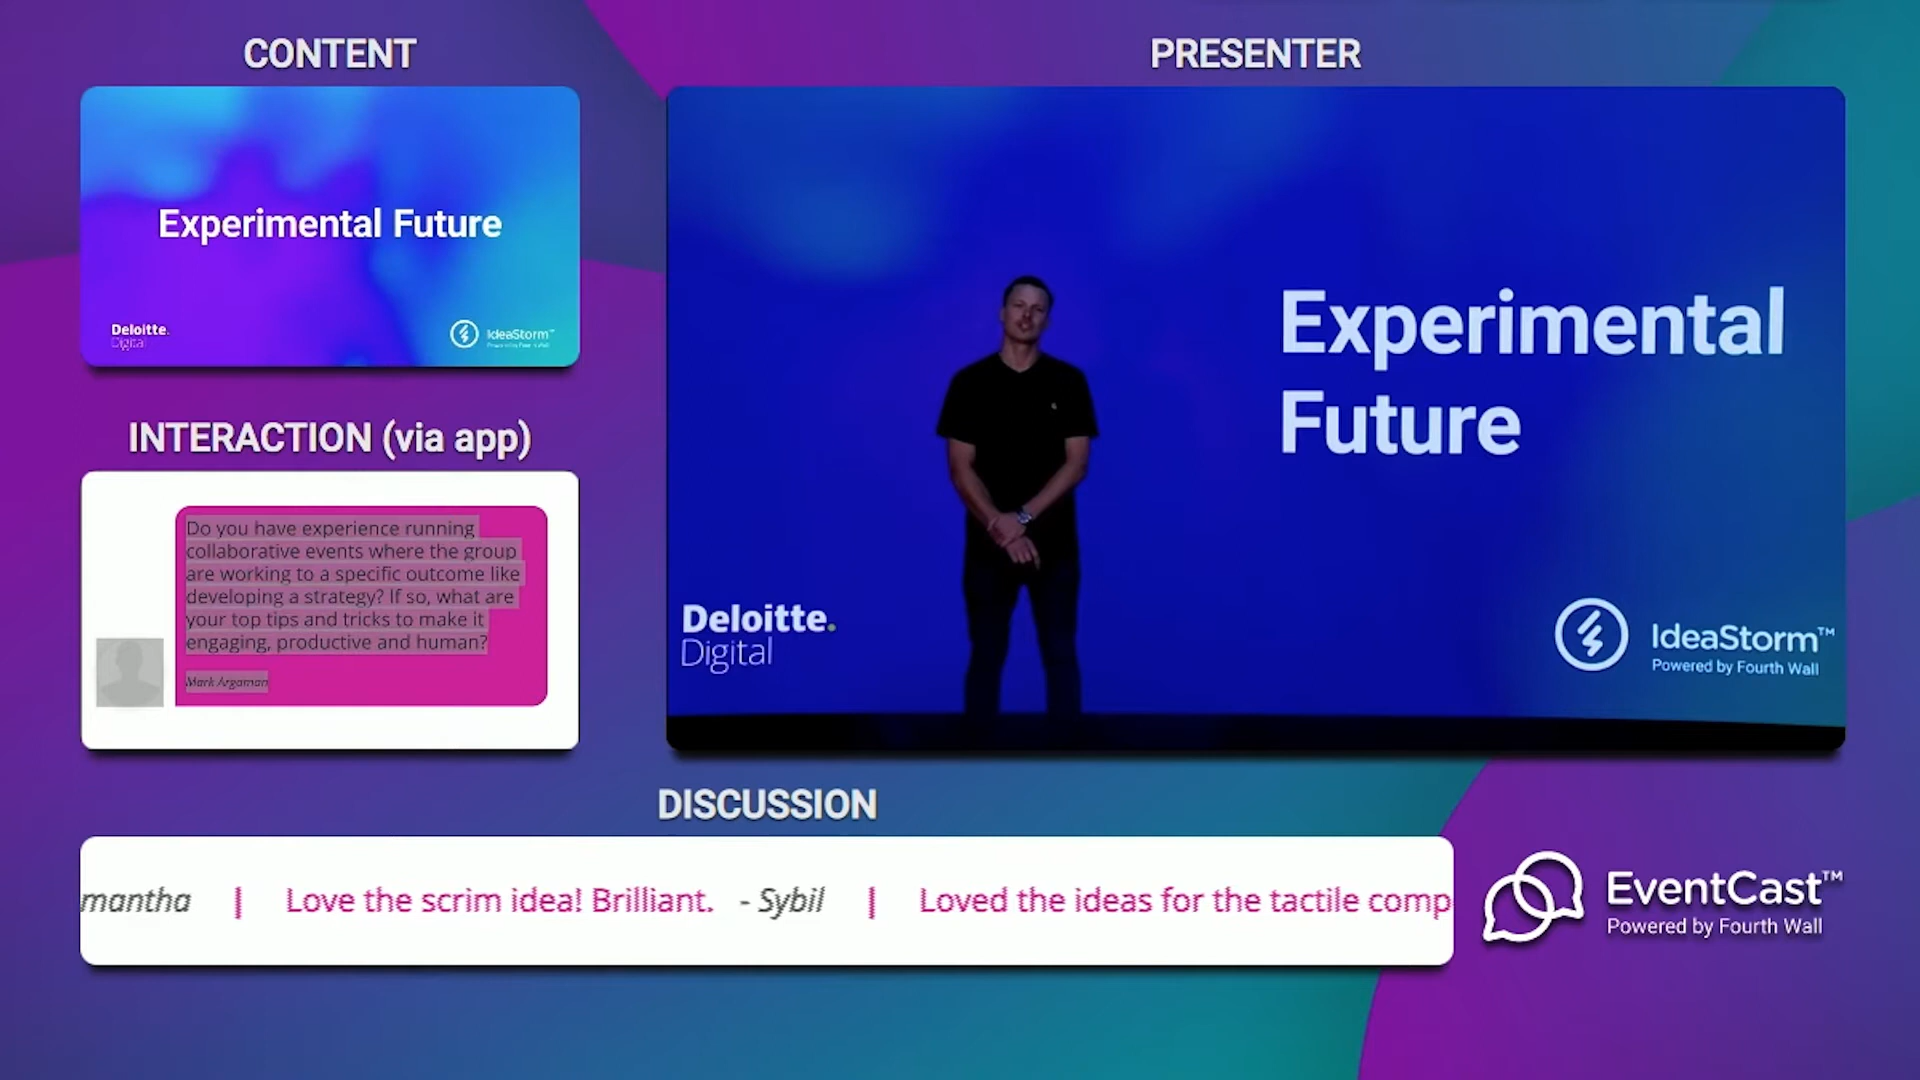 CONTENT
Experimental Future
Deloitte.
Digital
IdeaStorm™
INTERACTION (via app)
Do you have experience running
collaborative events where the group
are working to a specific outcome like
developing a strategy? If so, what are
your top tips and tricks to make it
engaging, productive and human?
Mark Argaman
PRESENTER
Experimental
Future
Deloitte.
Digital
IdeaStorm™
Powered by Fourth Wall
DISCUSSION
mantha | Love the scrim idea! Brilliant. - Sybil | Loved the ideas for the tactile comp
EventCast™
Powered by Fourth Wall